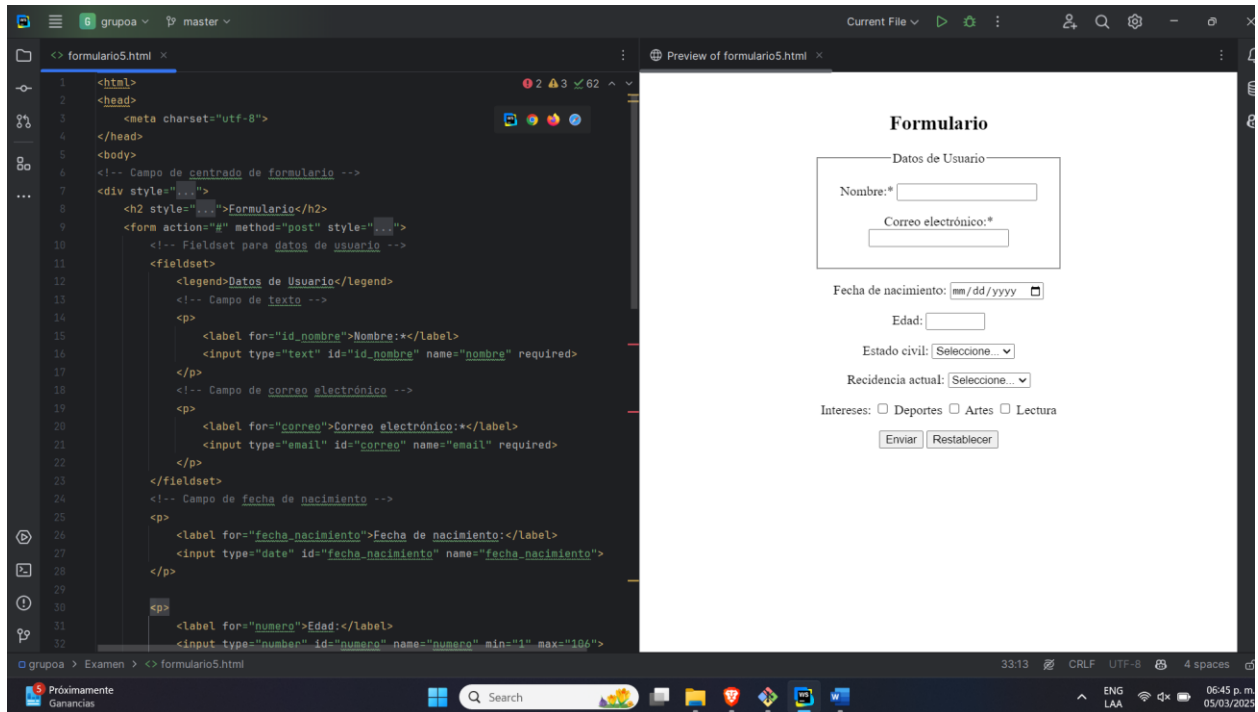 G grupoa master Current File
<> formulario5.html
Preview of formulario5.html
2 3 62
1 <html>
2 <head>
3 <meta charset="utf-8">
4 </head>
5 <body>
6 <!-- Campo de centrado de formulario -->
7 <div style="...">
8 <h2 style="...">Formulario</h2>
9 <form action="#" method="post" style="...">
10 <!-- Fieldset para datos de usuario -->
11 <fieldset>
12 <legend>Datos de Usuario</legend>
13 <!-- Campo de texto -->
14 <p>
15 <label for="id_nombre">Nombre:*</label>
16 <input type="text" id="id_nombre" name="nombre" required>
17 </p>
18 <!-- Campo de correo electrónico -->
19 <p>
20 <label for="correo">Correo electrónico:*</label>
21 <input type="email" id="correo" name="email" required>
22 </p>
23 </fieldset>
24 <!-- Campo de fecha de nacimiento -->
25 <p>
26 <label for="fecha_nacimiento">Fecha de nacimiento:</label>
27 <input type="date" id="fecha_nacimiento" name="fecha_nacimiento">
28 </p>
29
30 <p>
31 <label for="numero">Edad:</label>
32 <input type="number" id="numero" name="numero" min="1" max="106">
Formulario
Datos de Usuario
Nombre:*
Correo electrónico:*
Fecha de nacimiento: mm/dd/yyyy
Edad:
Estado civil: Seleccione...
Recidencia actual: Seleccione...
Intereses: Deportes Artes Lectura
Enviar Restablecer
grupoa > Examen > <> formulario5.html
33:13 CRLF UTF-8 4 spaces
5 Próximamente
Ganancias
Search
WS
W
ENG
LAA
06:45 p. m.
05/03/2025